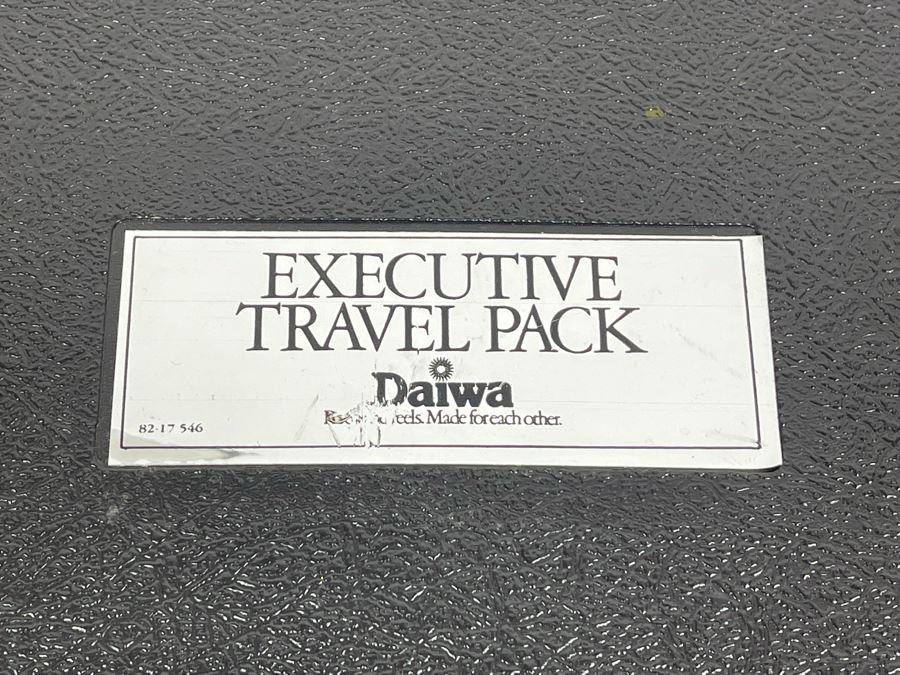 EXECUTIVE
TRAVEL PACK
Daiwa
reels. Made for each other.
82-17 546